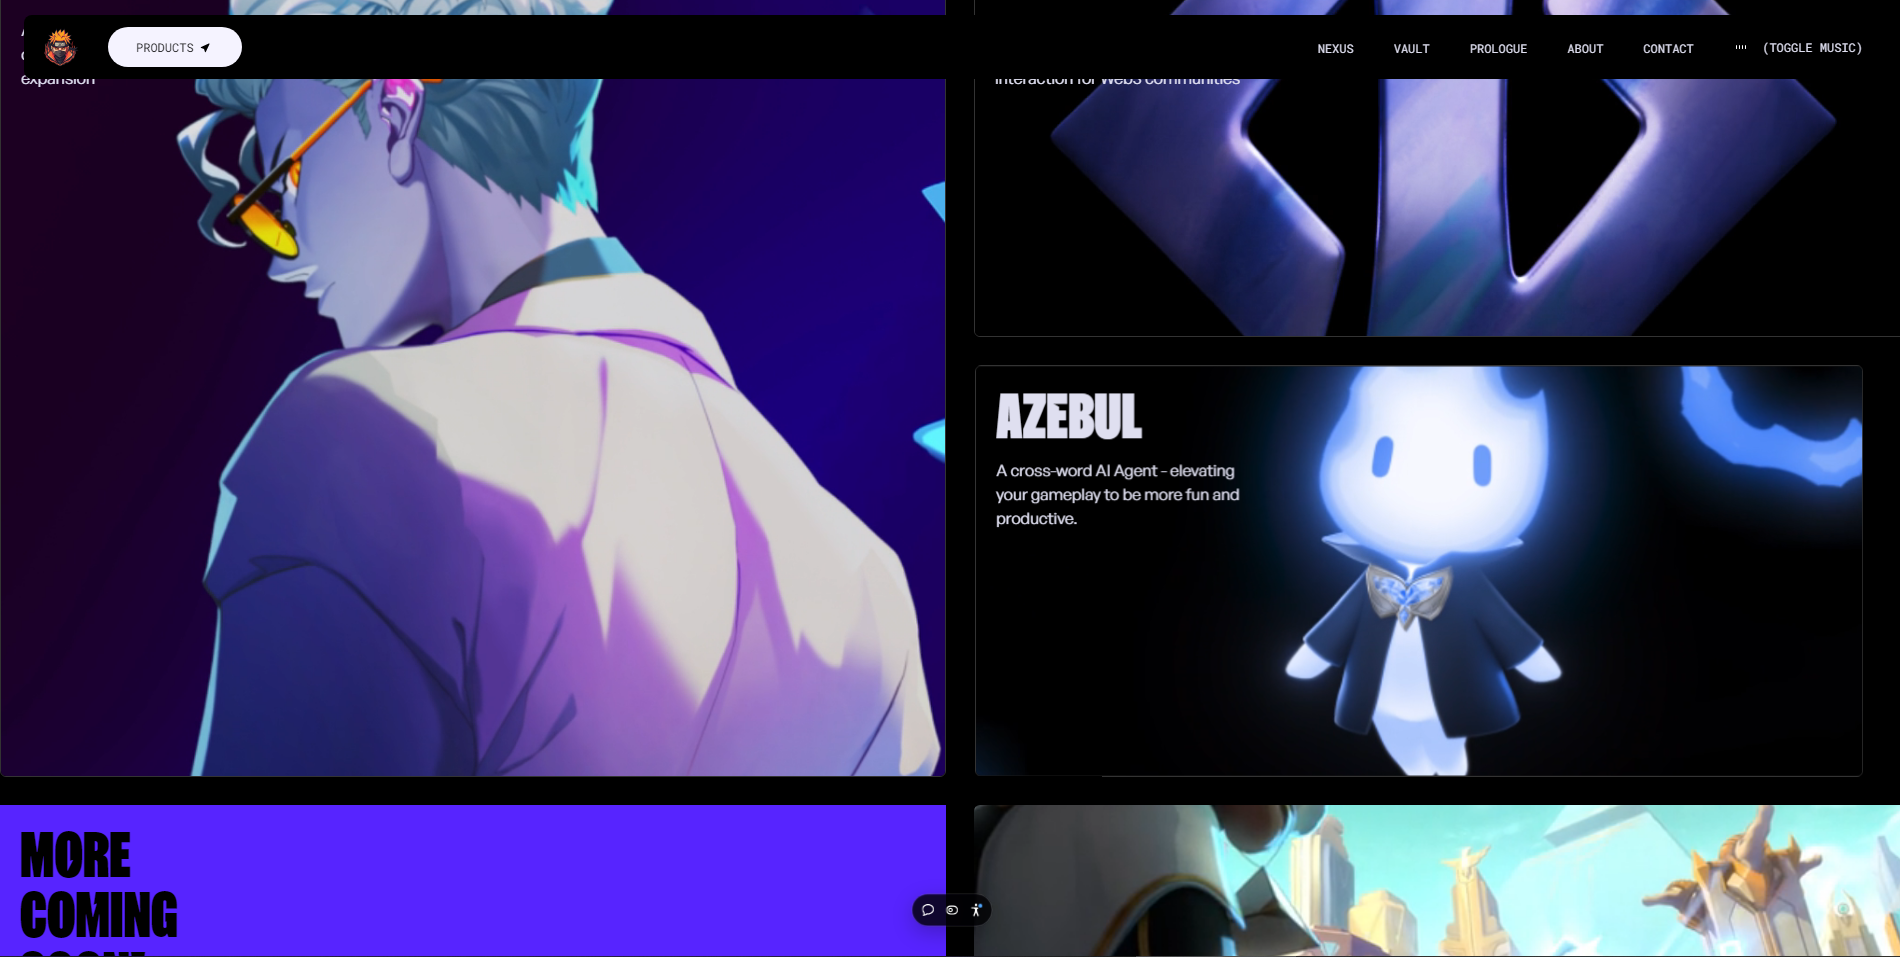 PRODUCTS
NEXUS
VAULT
PROLOGUE
ABOUT
CONTACT
(TOGGLE MUSIC)
expansion
interaction for Web3 communities
AZEBUL
A cross-word AI Agent - elevating
your gameplay to be more fun and
productive.
MORE
COMING